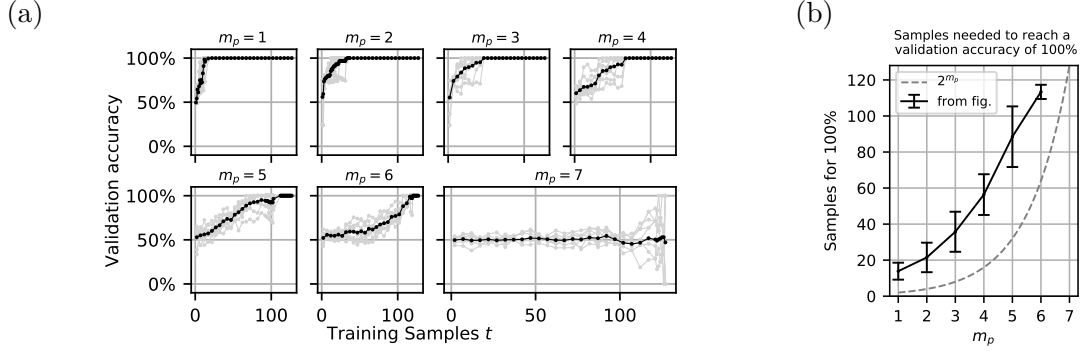 (a)
(b)
m_p = 1
m_p = 2
m_p = 3
m_p = 4
100%
50%
0%
m_p = 5
m_p = 6
m_p = 7
100%
50%
0%
0
100
0
100
0
50
100
Validation accuracy
Training Samples t
Samples needed to reach a
validation accuracy of 100%
2^{m_p}
from fig.
120
100
80
60
40
20
0
Samples for 100%
1 2 3 4 5 6 7
m_p